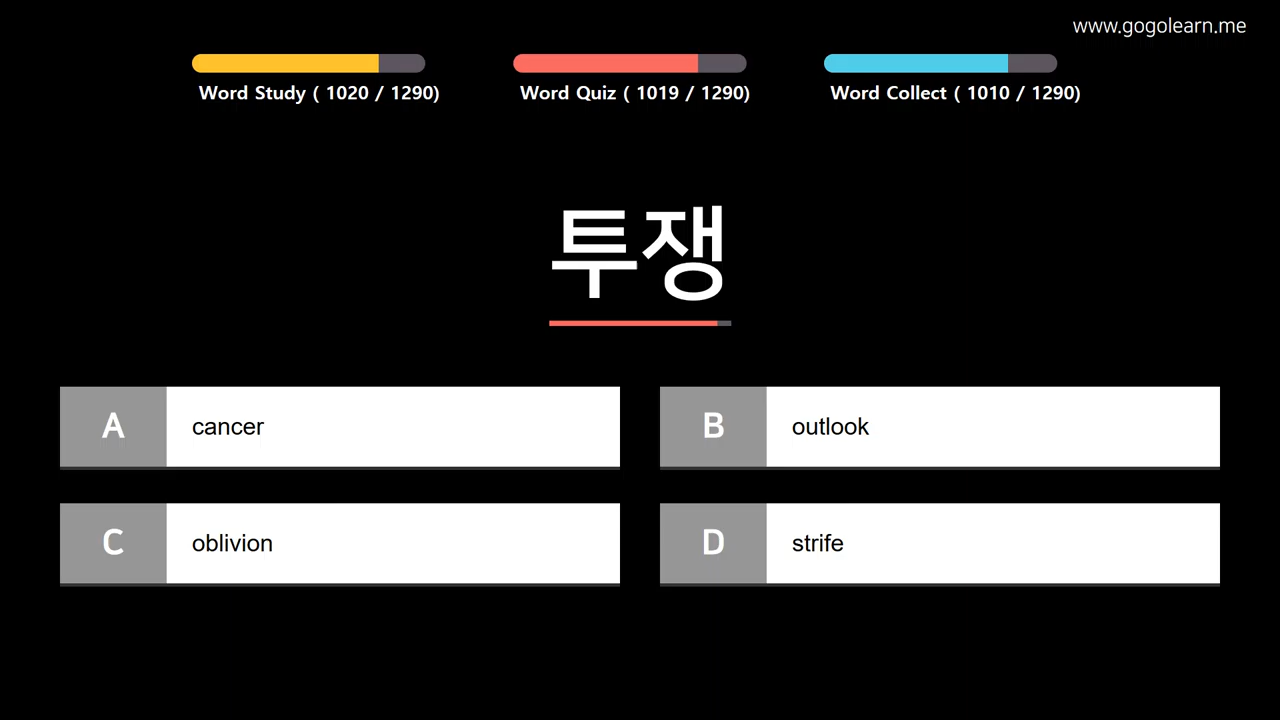 www.gogolearn.me
Word Study ( 1020 / 1290)
Word Quiz ( 1019 / 1290)
Word Collect ( 1010 / 1290)
투쟁
A cancer
B outlook
C oblivion
D strife